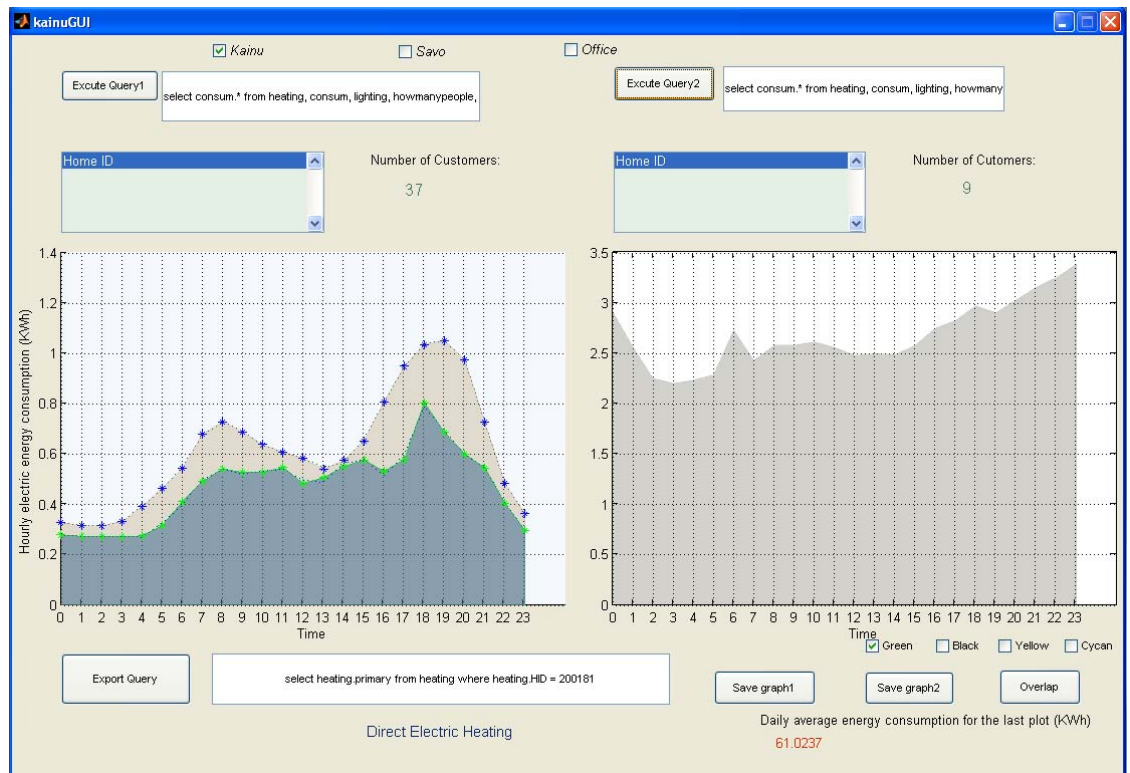 kainuGUI
Kainu
Savo
Office
Excute Query1
select consum.* from heating, consum, lighting, howmanypeople,
Excute Query2
select consum.* from heating, consum, lighting, howmany
Home ID
Number of Customers:
37
Home ID
Number of Cutomers:
9
Hourly electric energy consumption (KWh)
1.4
1.2
1
0.8
0.6
0.4
0.2
0
0 1 2 3 4 5 6 7 8 9 10 11 12 13 14 15 16 17 18 19 20 21 22 23
Time
3.5
3
2.5
2
1.5
1
0.5
0
0 1 2 3 4 5 6 7 8 9 10 11 12 13 14 15 16 17 18 19 20 21 22 23
Time
Green
Black
Yellow
Cycan
Export Query
select heating.primary from heating where heating.HID = 200181
Save graph1
Save graph2
Overlap
Direct Electric Heating
Daily average energy consumption for the last plot (KWh)
61.0237